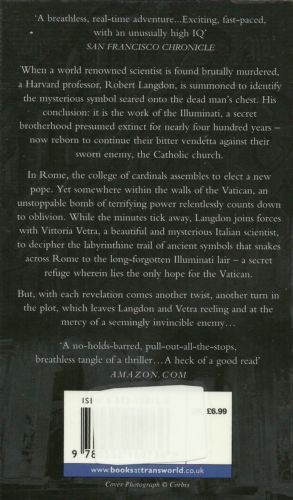 'A breathless, real-time adventure...Exciting, fast-paced,
with an unusually high IQ'
SAN FRANCISCO CHRONICLE
When a world renowned scientist is found brutally murdered,
a Harvard professor, Robert Langdon, is summoned to identify
the mysterious symbol seared onto the dead man's chest. His
conclusion: it is the work of the Illuminati, a secret
brotherhood presumed extinct for nearly four hundred years –
now reborn to continue their bitter vendetta against their
sworn enemy, the Catholic church.
In Rome, the college of cardinals assembles to elect a new
pope. Yet somewhere within the walls of the Vatican, an
unstoppable bomb of terrifying power relentlessly counts down
to oblivion. While the minutes tick away, Langdon joins forces
with Vittoria Vetra, a beautiful and mysterious Italian scientist,
to decipher the labyrinthine trail of ancient symbols that snakes
across Rome to the long-forgotten Illuminati lair – a secret
refuge wherein lies the only hope for the Vatican.
But, with each revelation comes another twist, another turn in
the plot, which leaves Langdon and Vetra reeling and at the
mercy of a seemingly invincible enemy...
'A no-holds-barred, pull-out-all-the-stops,
breathless tangle of a thriller...A heck of a good read'
AMAZON.COM
ISI
£6.99
9 78
www.booksattransworld.co.uk
Cover Photograph © Corbis